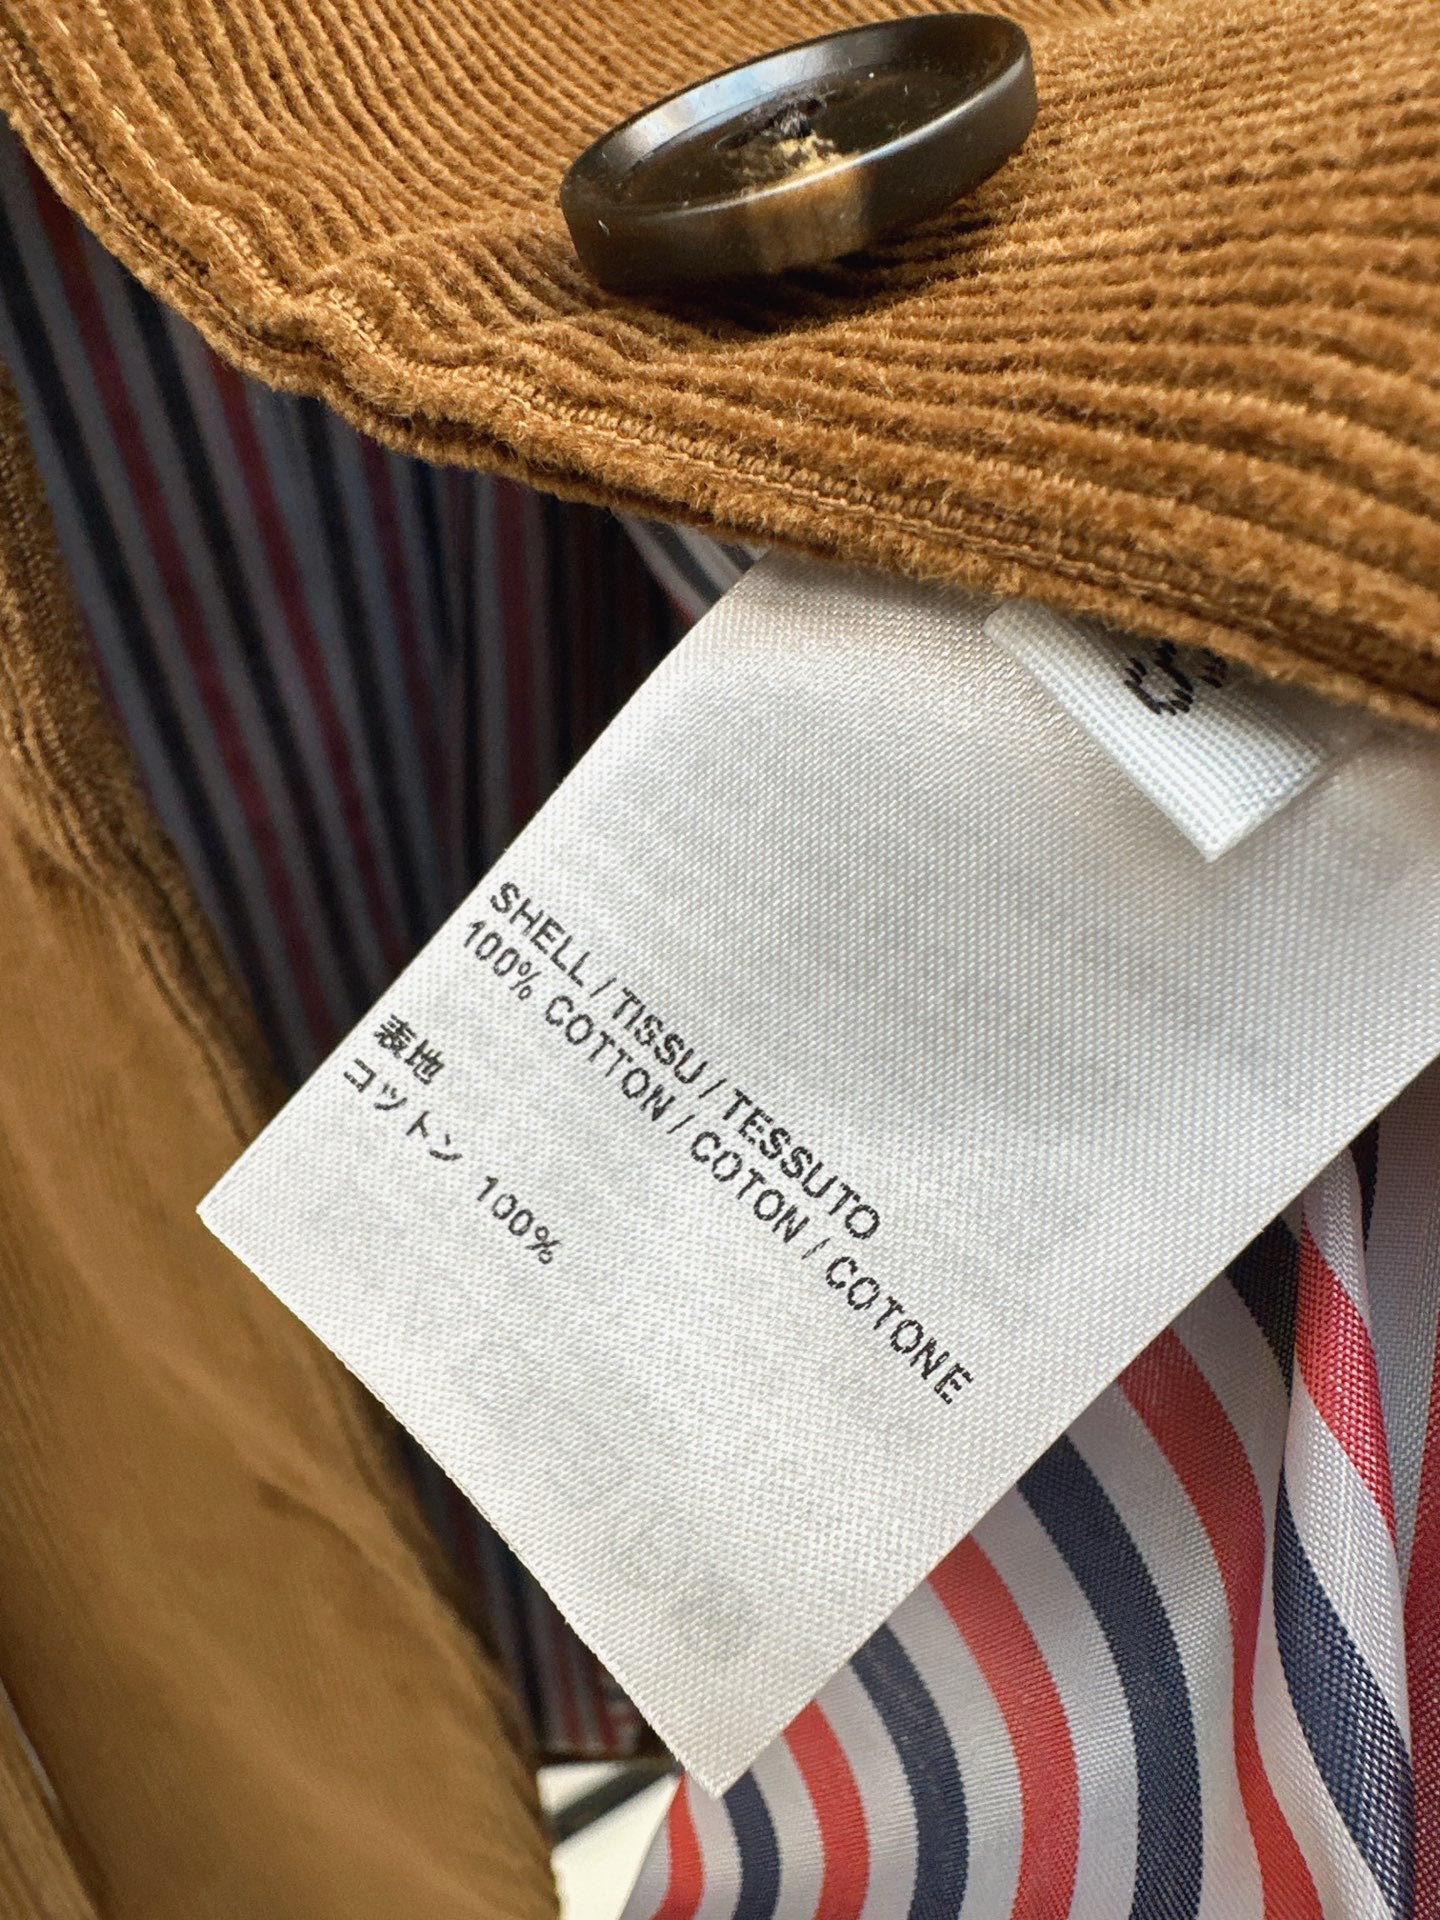 SHELL / TISSU / TESSUTO
100% COTTON / COTON / COTONE
表地
コットン 100%